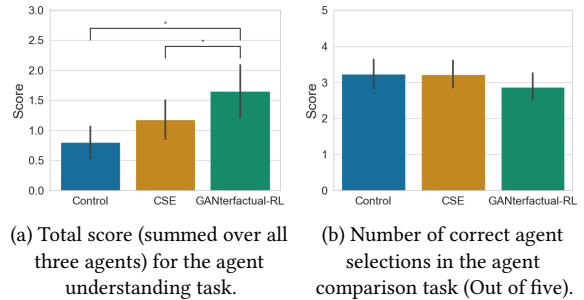 3.0
2.5
2.0
1.5
1.0
0.5
0.0
Score
*
*
Control
CSE
GANterfactual-RL
(a) Total score (summed over all
three agents) for the agent
understanding task.
5
4
3
2
1
0
Score
Control
CSE
GANterfactual-RL
(b) Number of correct agent
selections in the agent
comparison task (Out of five).